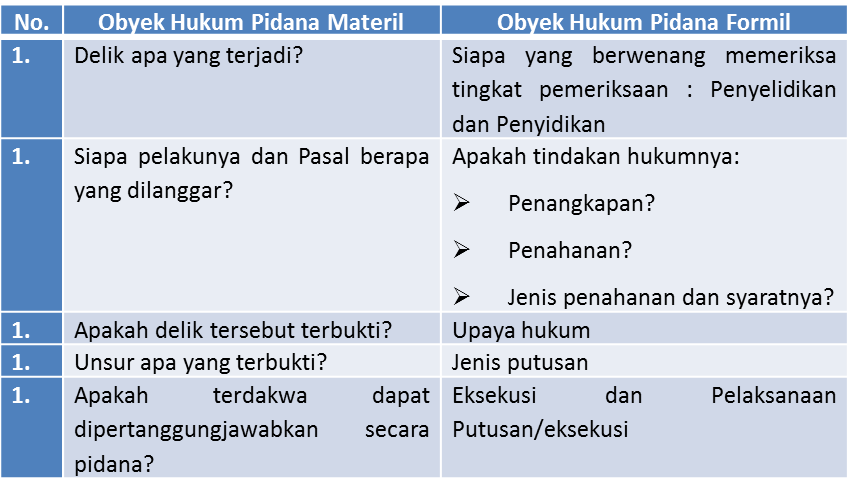 No. Obyek Hukum Pidana Materil Obyek Hukum Pidana Formil
1. Delik apa yang terjadi? Siapa yang berwenang memeriksa
tingkat pemeriksaan : Penyelidikan
dan Penyidikan
1. Siapa pelakunya dan Pasal berapa
yang dilanggar?
Apakah tindakan hukumnya:
➢ Penangkapan?
➢ Penahanan?
➢ Jenis penahanan dan syaratnya?
1. Apakah delik tersebut terbukti? Upaya hukum
1. Unsur apa yang terbukti? Jenis putusan
1. Apakah terdakwa dapat
dipertanggungjawabkan secara
pidana?
Eksekusi dan Pelaksanaan
Putusan/eksekusi